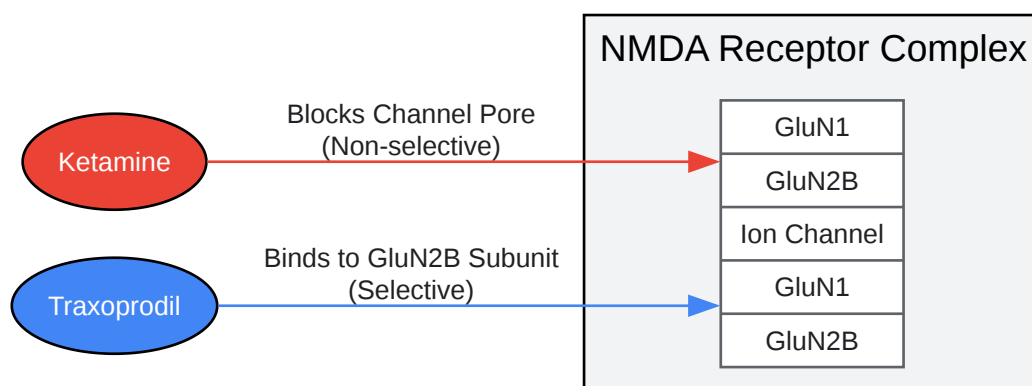 NMDA Receptor Complex
Ketamine
Blocks Channel Pore
(Non-selective)
GluN1
GluN2B
Ion Channel
GluN1
GluN2B
Traxoprodil
Binds to GluN2B Subunit
(Selective)